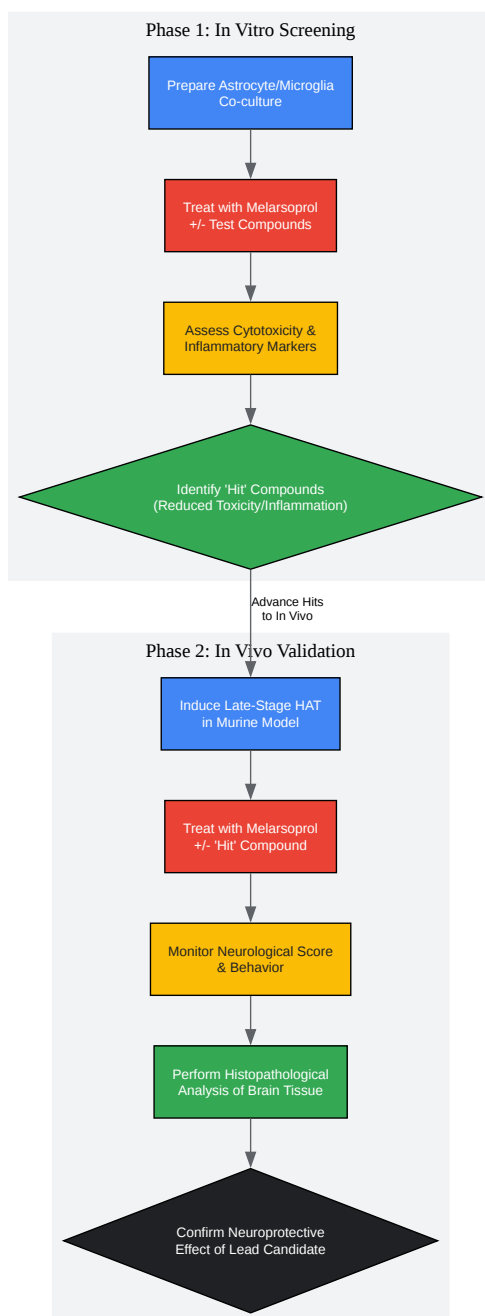 Phase 1: In Vitro Screening
Prepare Astrocyte/Microglia
Co-culture
Treat with Melarsoprol
+/- Test Compounds
Assess Cytotoxicity &
Inflammatory Markers
Identify 'Hit' Compounds
(Reduced Toxicity/Inflammation)
Advance Hits
to In Vivo
Phase 2: In Vivo Validation
Induce Late-Stage HAT
in Murine Model
Treat with Melarsoprol
+/- 'Hit' Compound
Monitor Neurological Score
& Behavior
Perform Histopathological
Analysis of Brain Tissue
Confirm Neuroprotective
Effect of Lead Candidate